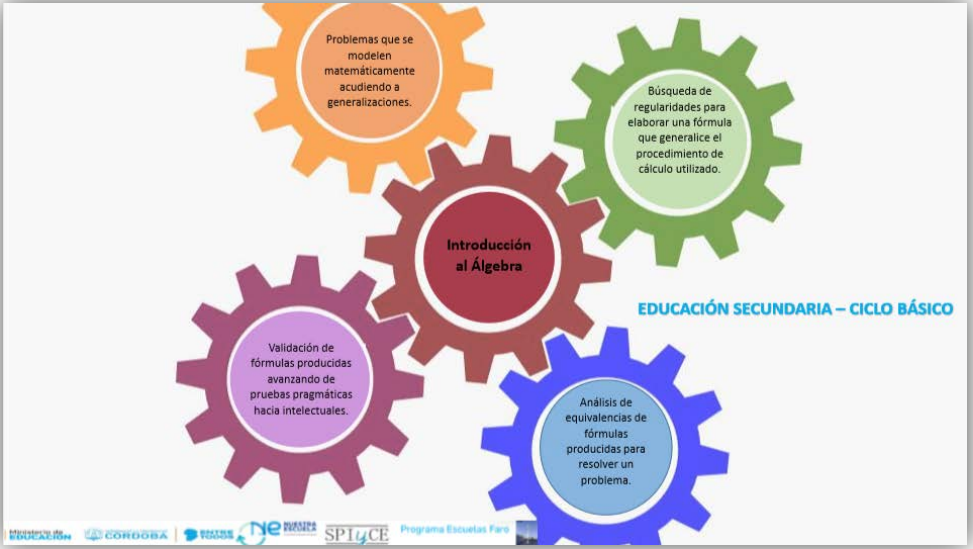 Problemas que se
modelen
matemáticamente
acudiendo a
generalizaciones.
Búsqueda de
regularidades para
elaborar una fórmula
que generalice el
procedimiento de
cálculo utilizado.
Introducción
al Álgebra
EDUCACIÓN SECUNDARIA – CICLO BÁSICO
Validación de
fórmulas producidas
avanzando de
pruebas pragmáticas
hacia intelectuales.
Análisis de
equivalencias de
fórmulas
producidas para
resolver un
problema.
Ministerio de
EDUCACIÓN
CÓRDOBA
ENTRE
TODOS
Ne
NUESTRA
ESCUELA
SPIyCE
Programa Escuelas Faro